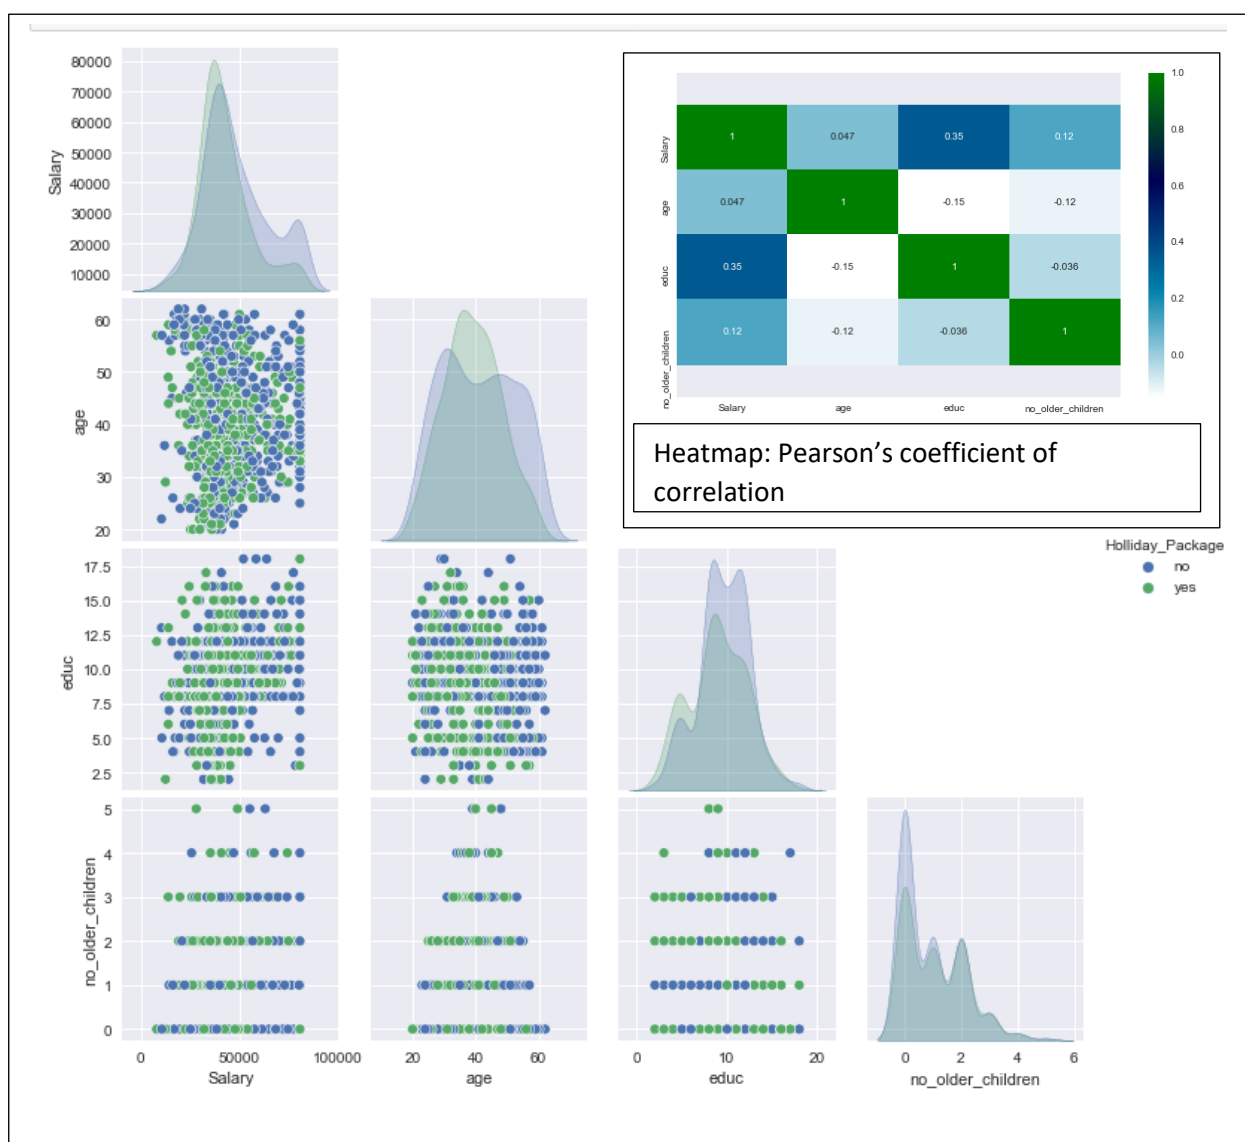 80000
70000
60000
50000
40000
30000
20000
10000
Salary
1.0
0.8
0.6
0.4
0.2
0.0
Salary
1
0.047
0.35
0.12
age
0.047
1
-0.15
-0.12
educ
0.35
-0.15
1
-0.036
no_older_children
0.12
-0.12
-0.036
1
Salary
age
educ
no_older_children
Heatmap: Pearson’s coefficient of
correlation
60
50
40
30
20
age
Holliday_Package
no
yes
17.5
15.0
12.5
10.0
7.5
5.0
2.5
educ
5
4
3
2
1
0
no_older_children
0
50000
100000
Salary
20
40
60
age
0
10
20
educ
0
2
4
6
no_older_children